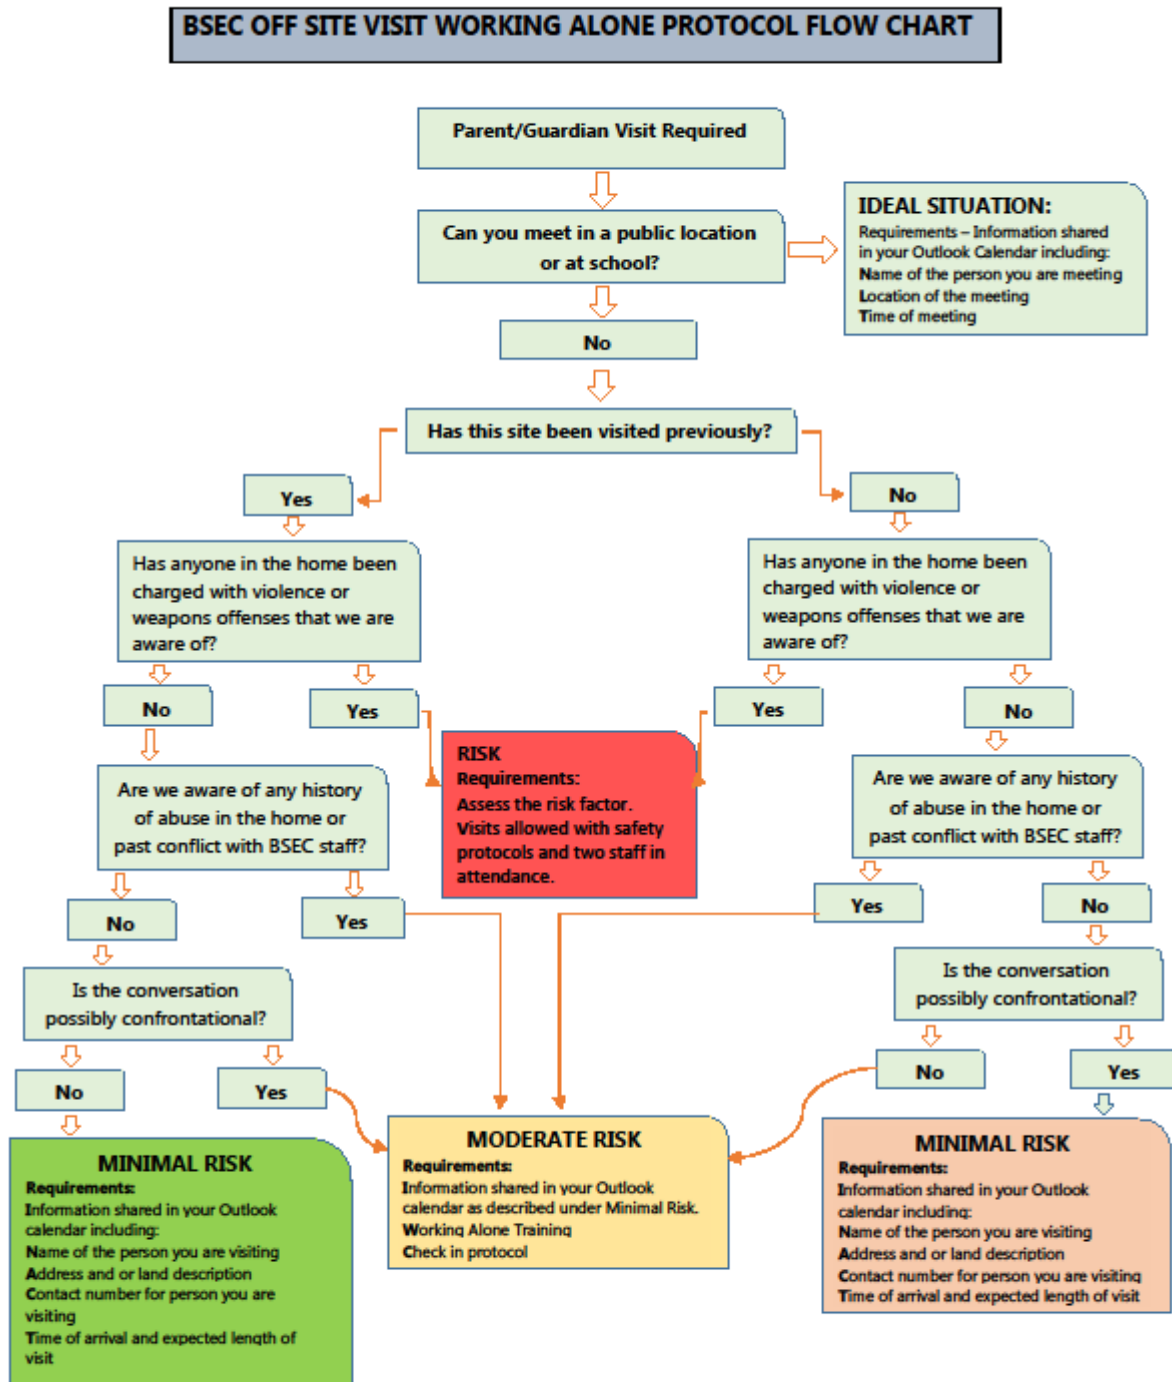 BSEC OFF SITE VISIT WORKING ALONE PROTOCOL FLOW CHART
Parent/Guardian Visit Required
Can you meet in a public location
or at school?
IDEAL SITUATION:
Requirements – Information shared
in your Outlook Calendar including:
Name of the person you are meeting
Location of the meeting
Time of meeting
No
Has this site been visited previously?
Yes
No
Has anyone in the home been
charged with violence or
weapons offenses that we are
aware of?
Has anyone in the home been
charged with violence or
weapons offenses that we are
aware of?
No
Yes
Yes
No
RISK
Requirements:
Assess the risk factor.
Visits allowed with safety
protocols and two staff in
attendance.
Are we aware of any history
of abuse in the home or
past conflict with BSEC staff?
Are we aware of any history
of abuse in the home or
past conflict with BSEC staff?
No
Yes
Yes
No
Is the conversation
possibly confrontational?
Is the conversation
possibly confrontational?
No
Yes
No
Yes
MINIMAL RISK
Requirements:
Information shared in your Outlook
calendar including:
Name of the person you are visiting
Address and or land description
Contact number for person you are
visiting
Time of arrival and expected length of
visit
MODERATE RISK
Requirements:
Information shared in your Outlook
calendar as described under Minimal Risk.
Working Alone Training
Check in protocol
MINIMAL RISK
Requirements:
Information shared in your Outlook
calendar including:
Name of the person you are visiting
Address and or land description
Contact number for person you are visiting
Time of arrival and expected length of visit